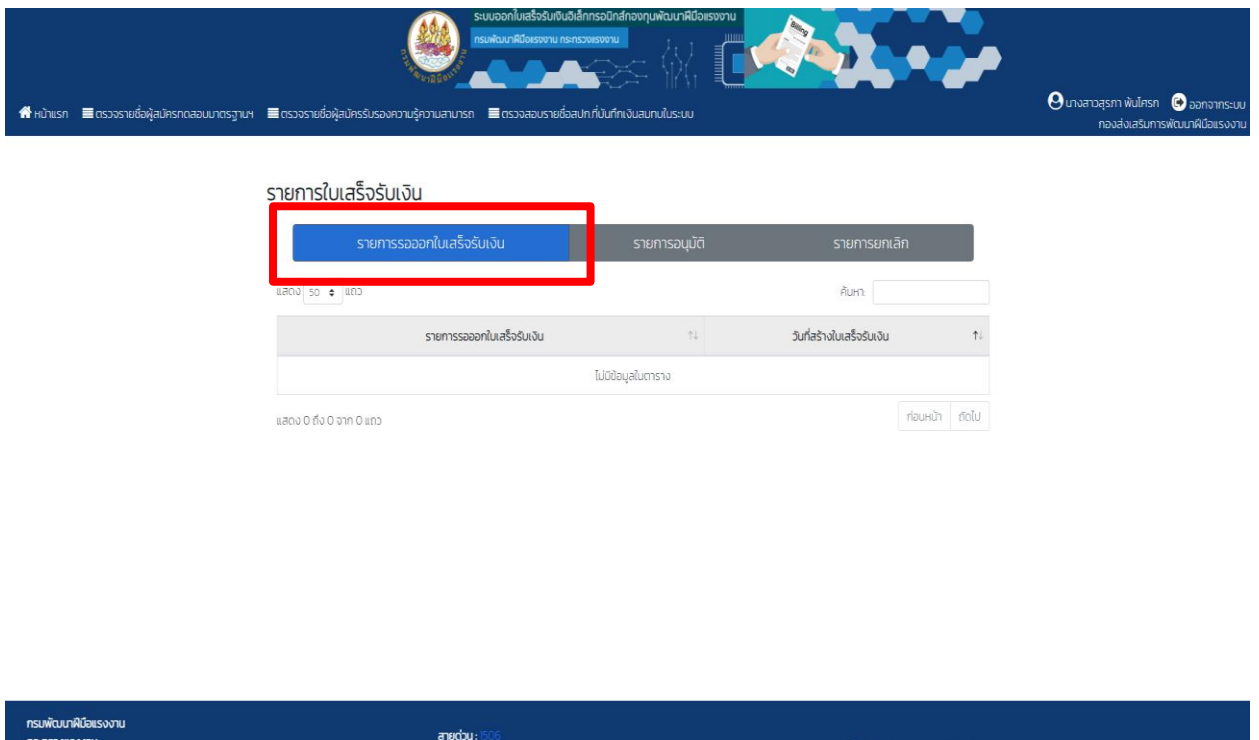 ระบบออกใบเสร็จรับเงินอิเล็กทรอนิกส์กองทุนพัฒนาฝีมือแรงงาน
กรมพัฒนาฝีมือแรงงาน กระทรวงแรงงาน
Billing
หน้าแรก ตรวจรายชื่อผู้สมัครทดสอบมาตรฐานฯ ตรวจรายชื่อผู้สมัครรับรองความรู้ความสามารถ ตรวจสอบรายชื่อสปก.ที่บันทึกเงินสมทบในระบบ
นางสาวสุรภา พันโศรก ออกจากระบบ
กองส่งเสริมการพัฒนาฝีมือแรงงาน
รายการใบเสร็จรับเงิน
รายการรอออกใบเสร็จรับเงิน รายการอนุมัติ รายการยกเลิก
แสดง 50 แถว ค้นหา:
รายการรอออกใบเสร็จรับเงิน วันที่สร้างใบเสร็จรับเงิน
ไม่มีข้อมูลในตาราง
แสดง 0 ถึง 0 จาก 0 แถว
ก่อนหน้า ถัดไป
กรมพัฒนาฝีมือแรงงาน
สายด่วน : 1506